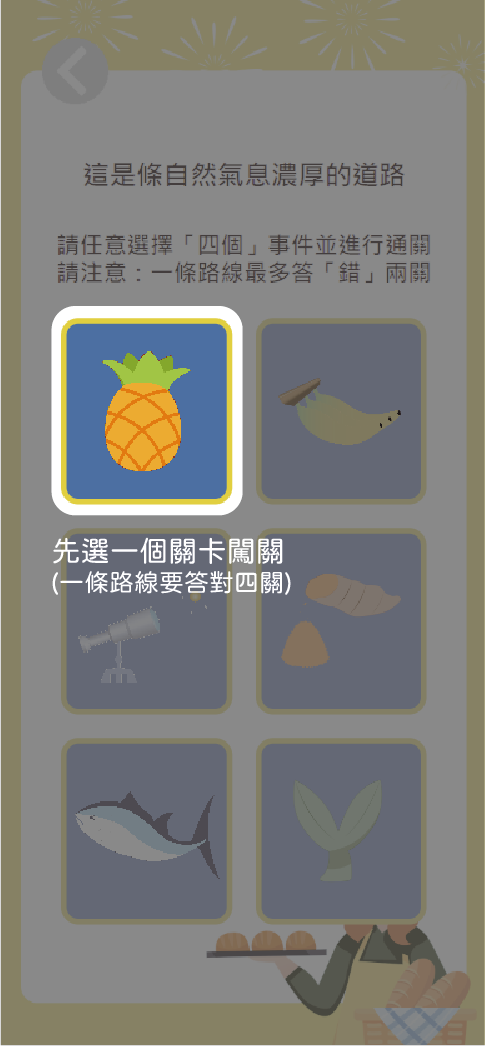 這是條自然氣息濃厚的道路
請任意選擇「四個」事件並進行通關
請注意：一條路線最多答「錯」兩關
先選一個關卡闖關
(一條路線要答對四關)